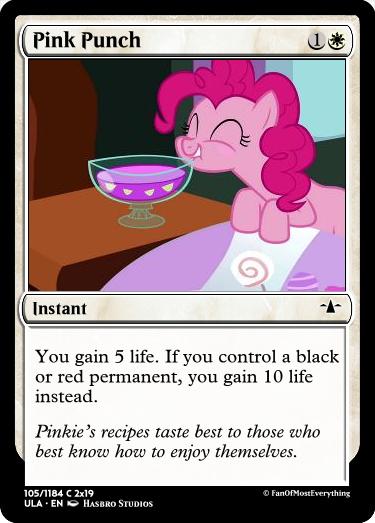 Pink Punch 1
Instant
You gain 5 life. If you control a black
or red permanent, you gain 10 life
instead.
Pinkie's recipes taste best to those who
best know how to enjoy themselves.
105/1184 C 2x19
ULA • EN Hasbro Studios © FanOfMostEverything